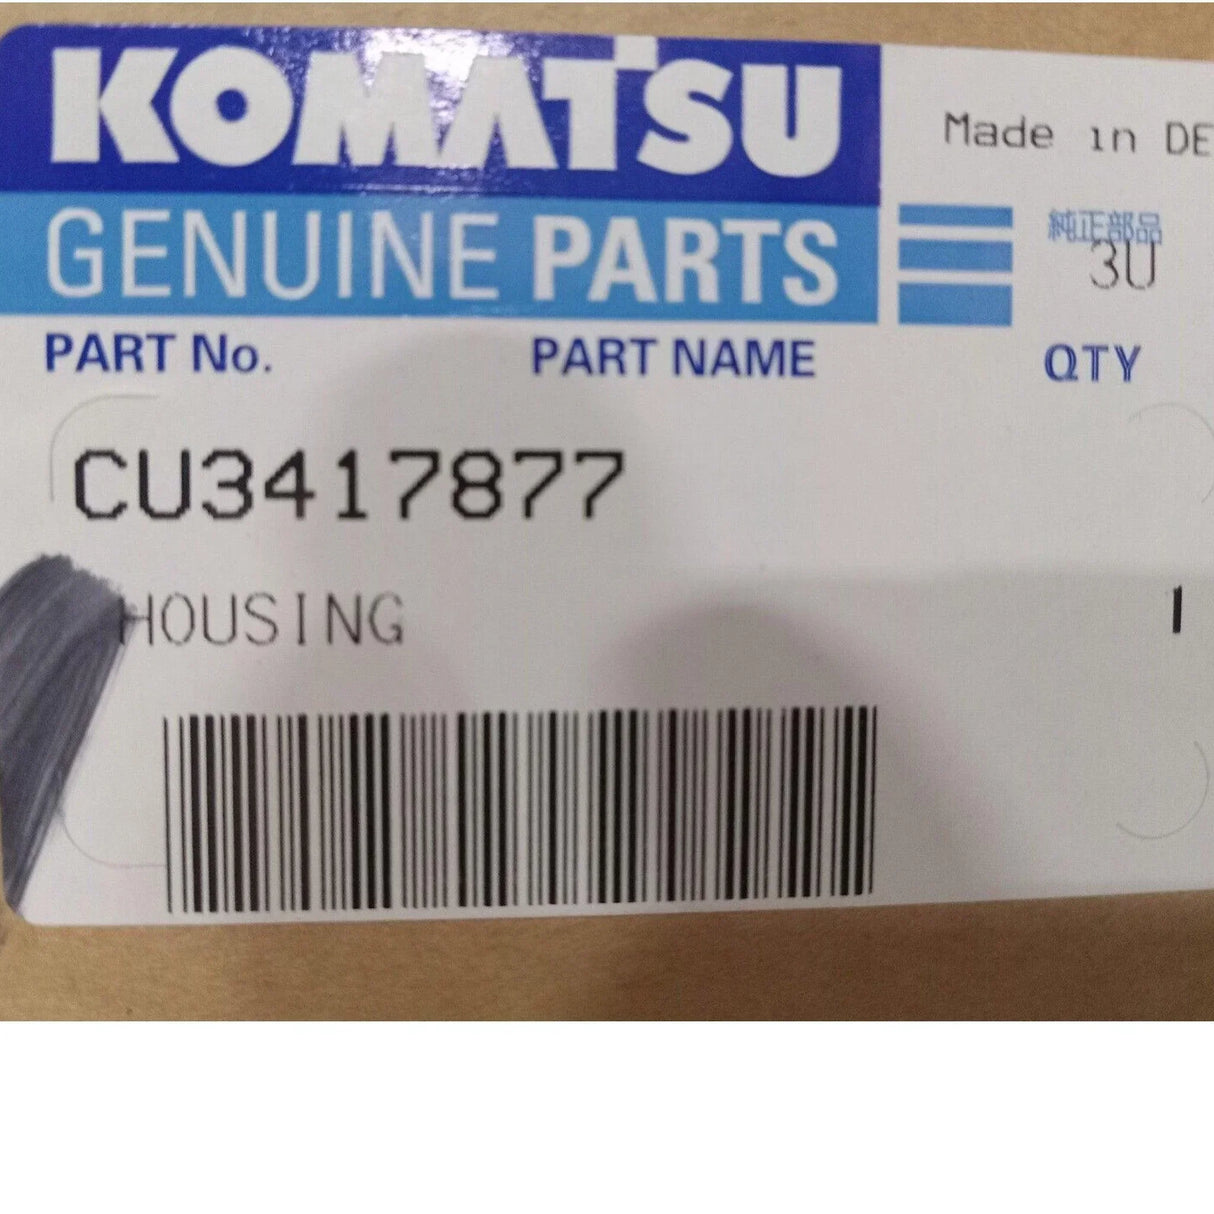 KOMATSU
Made in DE
GENUINE PARTS
純正部品
3U
PART No. PART NAME QTY
CU3417877
HOUSING 1